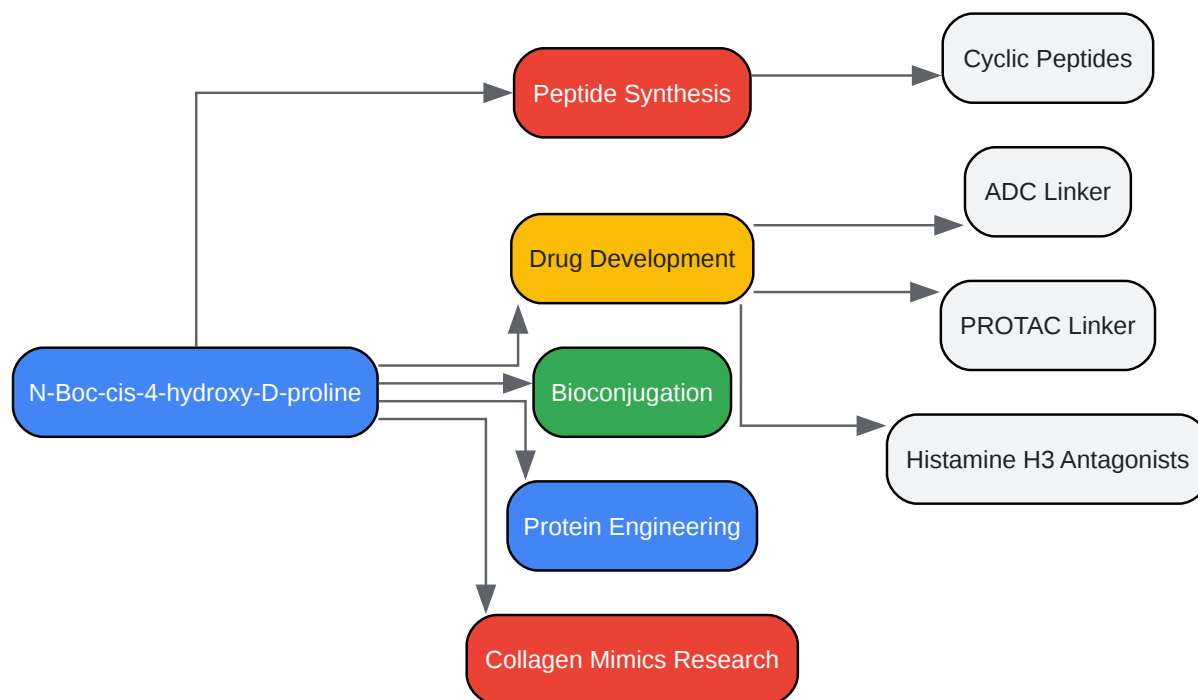 Cyclic Peptides
Peptide Synthesis
ADC Linker
Drug Development
PROTAC Linker
N-Boc-cis-4-hydroxy-D-proline
Bioconjugation
Histamine H3 Antagonists
Protein Engineering
Collagen Mimics Research